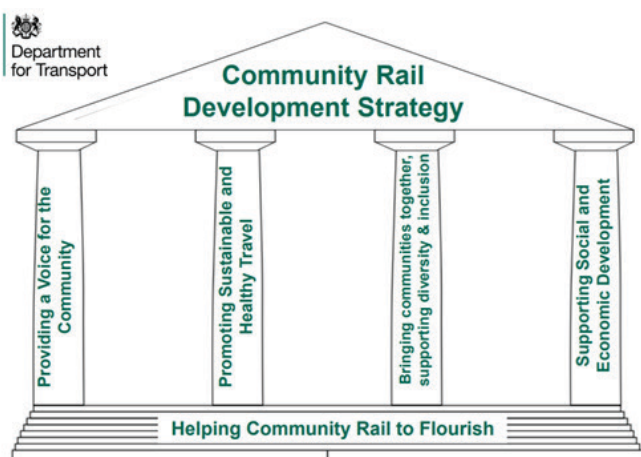 Department
for Transport
Community Rail
Development Strategy
Providing a Voice for the
Community
Promoting Sustainable and
Healthy Travel
Bringing communities together,
supporting diversity & inclusion
Supporting Social and
Economic Development
Helping Community Rail to Flourish